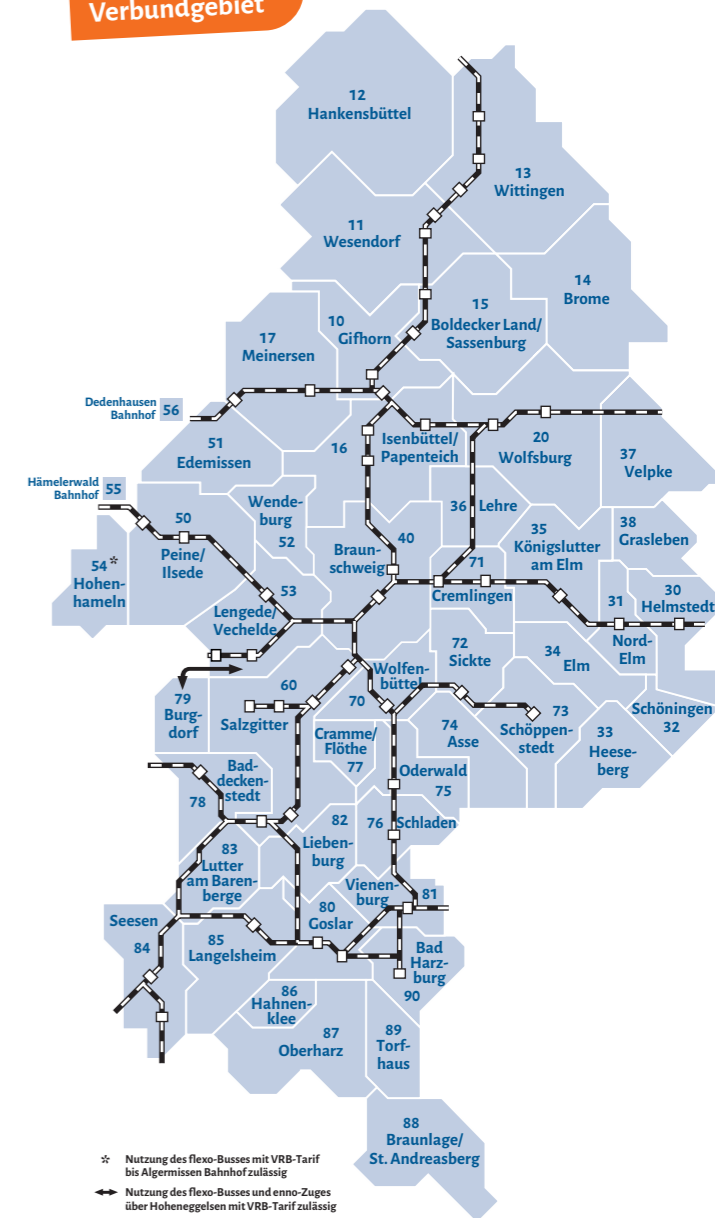 Verbundgebiet
12
Hankensbüttel
13
Wittingen
11
Wesendorf
14
Brome
15
Boldecker Land/
Sassenburg
10
Gifhorn
17
Meinersen
Dedenhausen
Bahnhof
56
16
Isenbüttel/
Papenteich
20
Wolfsburg
51
Edemissen
37
Velpke
Hämelerwald
Bahnhof
55
Wende-
burg
52
36
Lehre
50
Peine/
Ilsede
40
Braun-
schweig
35
Königslutter
am Elm
38
Grasleben
54*
Hohen-
hameln
71
Cremlingen
53
Lengede/
Vechelde
31
Nord-
Elm
30
Helmstedt
72
Sickte
34
Elm
Wolfen-
büttel
70
60
Salzgitter
79
Burg-
dorf
Schöningen
32
73
Schöppen-
stedt
33
Heese-
berg
74
Asse
Cramme/
Flöthe
77
Oderwald
75
Bad-
decken-
stedt
78
82
Lieben-
burg
76
Schladen
83
Lutter
am Baren-
berge
Vienen-
burg
81
80
Goslar
Seesen
84
85
Langelsheim
Bad
Harz-
burg
90
86
Hahnen-
klee
87
Oberharz
89
Torf-
haus
88
Braunlage/
St. Andreasberg
* Nutzung des flexo-Busses mit VRB-Tarif
bis Algermissen Bahnhof zulässig
↔ Nutzung des flexo-Busses und enno-Zuges
über Hoheneggelsen mit VRB-Tarif zulässig